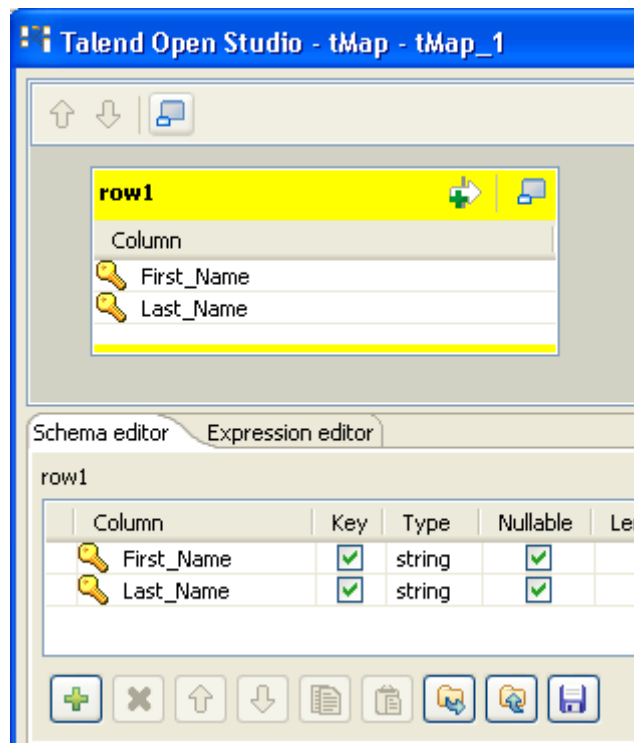 Talend Open Studio - tMap - tMap_1
row1
Column
First_Name
Last_Name
Schema editor Expression editor
row1
Column Key Type Nullable Le
First_Name string
Last_Name string